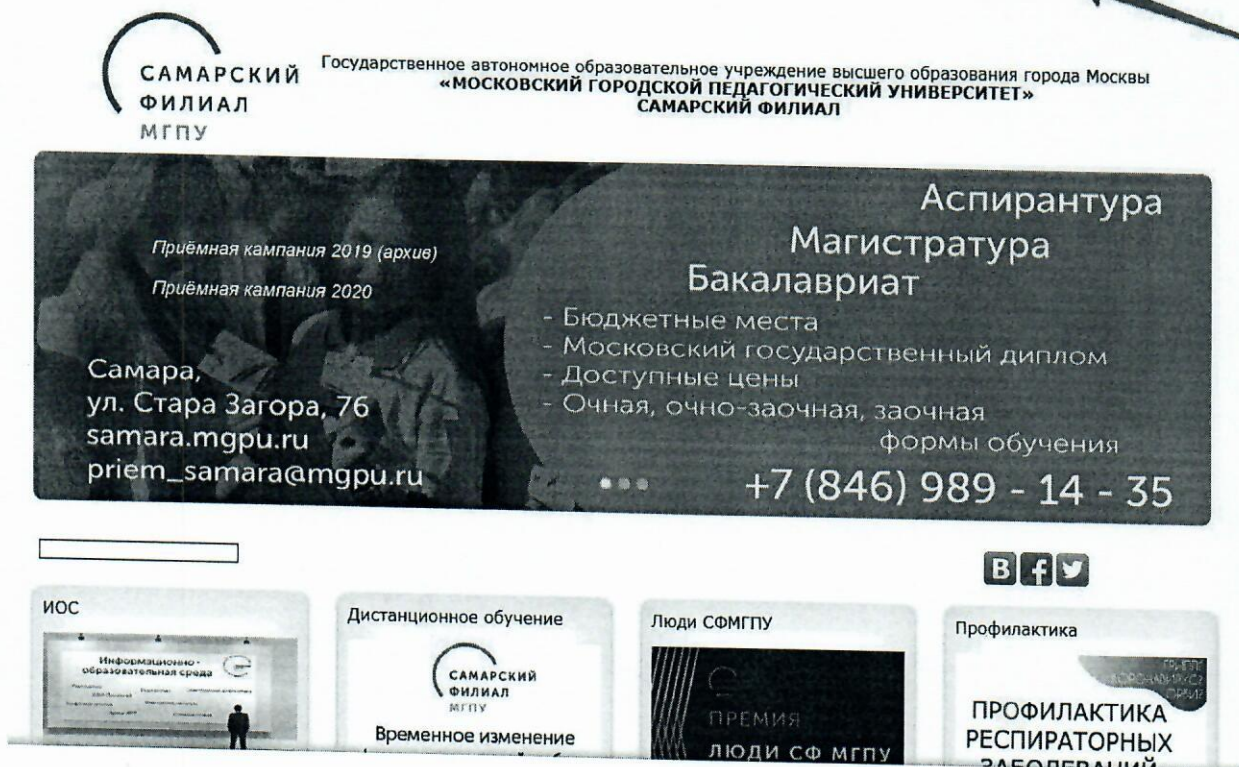 САМАРСКИЙ
ФИЛИАЛ
МГПУ
Государственное автономное образовательное учреждение высшего образования города Москвы
«МОСКОВСКИЙ ГОРОДСКОЙ ПЕДАГОГИЧЕСКИЙ УНИВЕРСИТЕТ»
САМАРСКИЙ ФИЛИАЛ
Приёмная кампания 2019 (архив)
Приёмная кампания 2020
Самара,
ул. Стара Загора, 76
samara.mgpu.ru
priem_samara@mgpu.ru
Аспирантура
Магистратура
Бакалавриат
- Бюджетные места
- Московский государственный диплом
- Доступные цены
- Очная, очно-заочная, заочная
формы обучения
+7 (846) 989 - 14 - 35
ИОС
Информационно -
образовательная среда
Дистанционное обучение
САМАРСКИЙ
ФИЛИАЛ
МГПУ
Временное изменение
Люди СФМГПУ
ПРЕМИЯ
ЛЮДИ СФ МГПУ
Профилактика
ПРОФИЛАКТИКА
РЕСПИРАТОРНЫХ
ЗАБОЛЕВАНИЙ